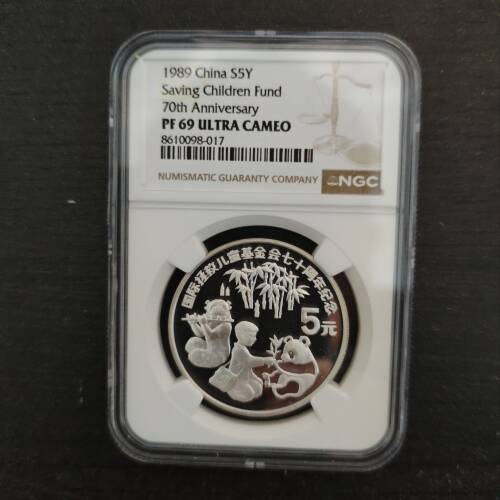 1989 China S5Y
Saving Children Fund
70th Anniversary
PF 69 ULTRA CAMEO
8610098-017
NUMISMATIC GUARANTY COMPANY
NGC
国际拯救儿童基金会七十周年纪念
5元